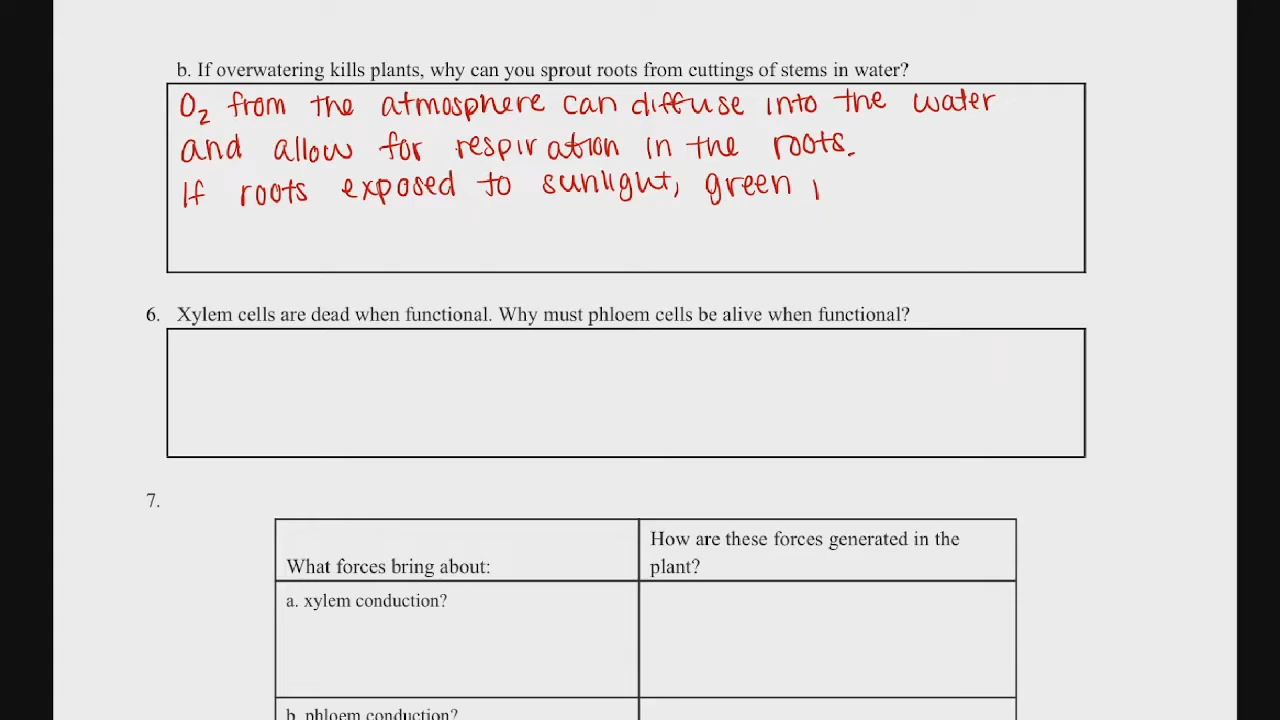 b. If overwatering kills plants, why can you sprout roots from cuttings of stems in water?
O₂ from the atmosphere can diffuse into the water
and allow for respiration in the roots.
If roots exposed to sunlight, green
6. Xylem cells are dead when functional. Why must phloem cells be alive when functional?
7.
What forces bring about:
How are these forces generated in the
plant?
a. xylem conduction?
b. phloem conduction?